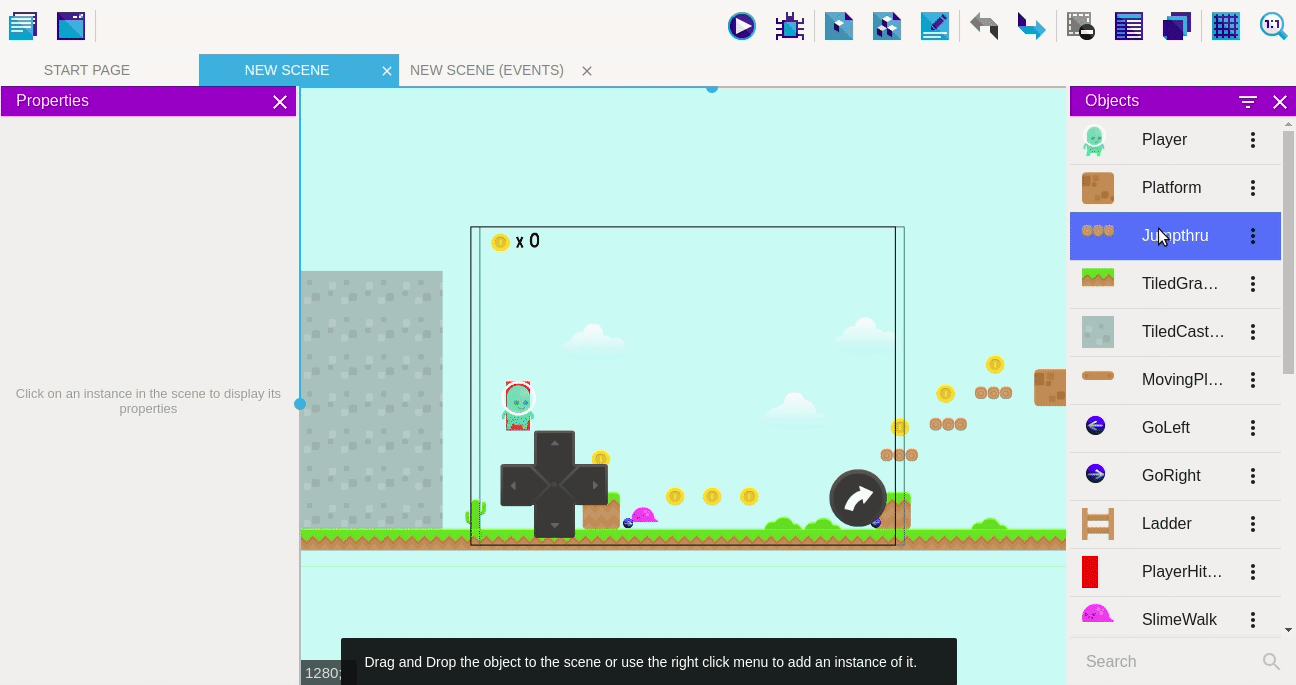 1:1
START PAGE
NEW SCENE
NEW SCENE (EVENTS)
Properties
Click on an instance in the scene to display its
properties
x 0
1280;
Drag and Drop the object to the scene or use the right click menu to add an instance of it.
Objects
Player
Platform
Jumpthru
TiledGra...
TiledCast...
MovingPl...
GoLeft
GoRight
Ladder
PlayerHit...
SlimeWalk
Search